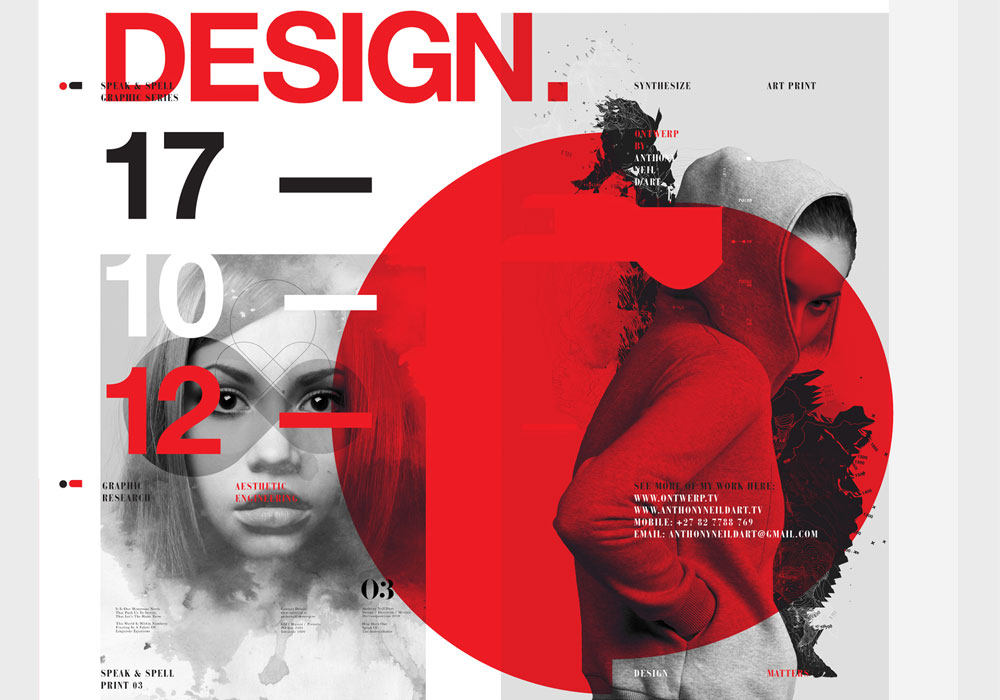 DESIGN.
SPEAK & SPELL
GRAPHIC SERIES
SYNTHESIZE
ART PRINT
17 —
ONTWERP
BY
ANTHONY
NEIL
D/ART
10 —
12 —
GRAPHIC
RESEARCH
AESTHETIC
ENGINEERING
SEE MORE OF MY WORK HERE:
WWW.ONTWERP.TV
WWW.ANTHONYNEILDART.TV
MOBILE: +27 82 7788 769
EMAIL: ANTHONYNEILDART@GMAIL.COM
03
SPEAK & SPELL
PRINT 03
DESIGN
MATTERS